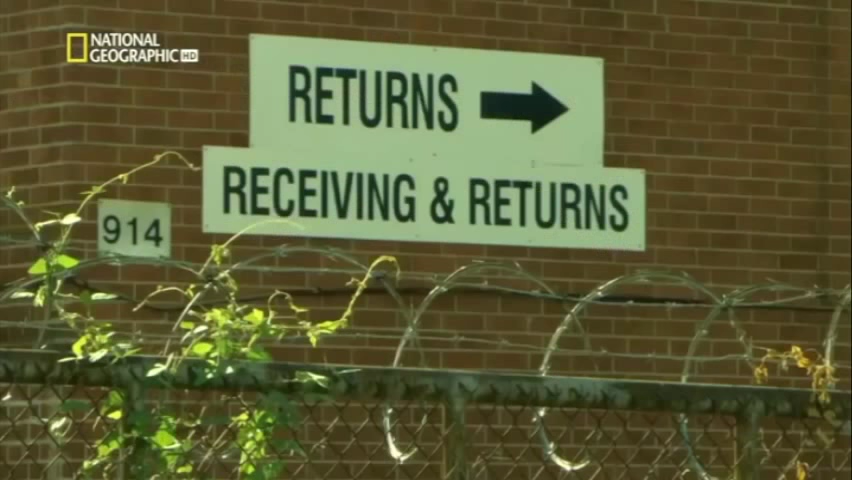 NATIONAL
GEOGRAPHIC HD
RETURNS
RECEIVING & RETURNS
914